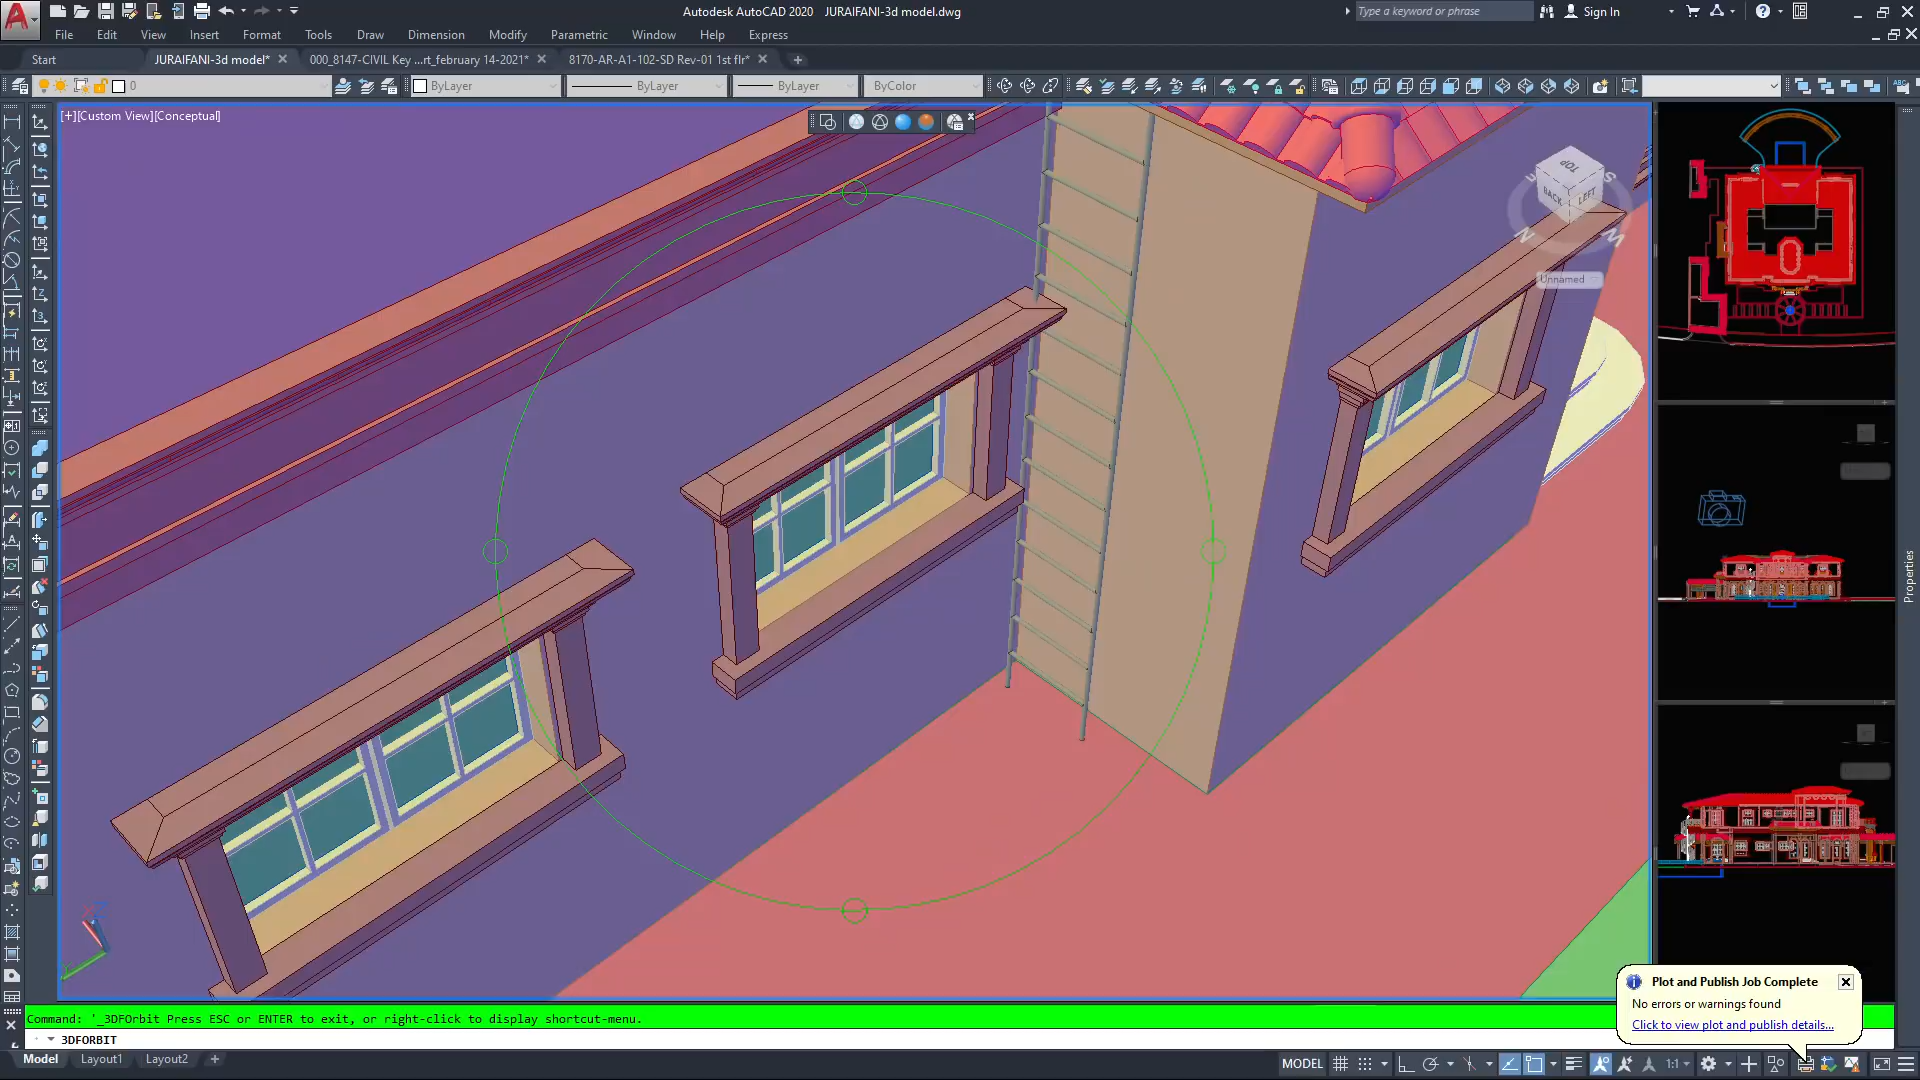 Autodesk AutoCAD 2020 JURAIFANI-3d model.dwg
Type a keyword or phrase
Sign In
File Edit View Insert Format Tools Draw Dimension Modify Parametric Window Help Express
Start
JURAIFANI-3d model*
000_8147-CIVIL Key ...rt_february 14-2021*
8170-AR-A1-102-SD Rev-01 1st flr*
0
ByLayer
ByLayer
ByLayer
ByColor
[+][Custom View][Conceptual]
TOP
BACK
LEFT
S
N
M
Unnamed
Properties
Plot and Publish Job Complete
No errors or warnings found
Click to view plot and publish details...
Command: '_3DFOrbit Press ESC or ENTER to exit, or right-click to display shortcut-menu.
3DFORBIT
Model Layout1 Layout2
MODEL
1:1